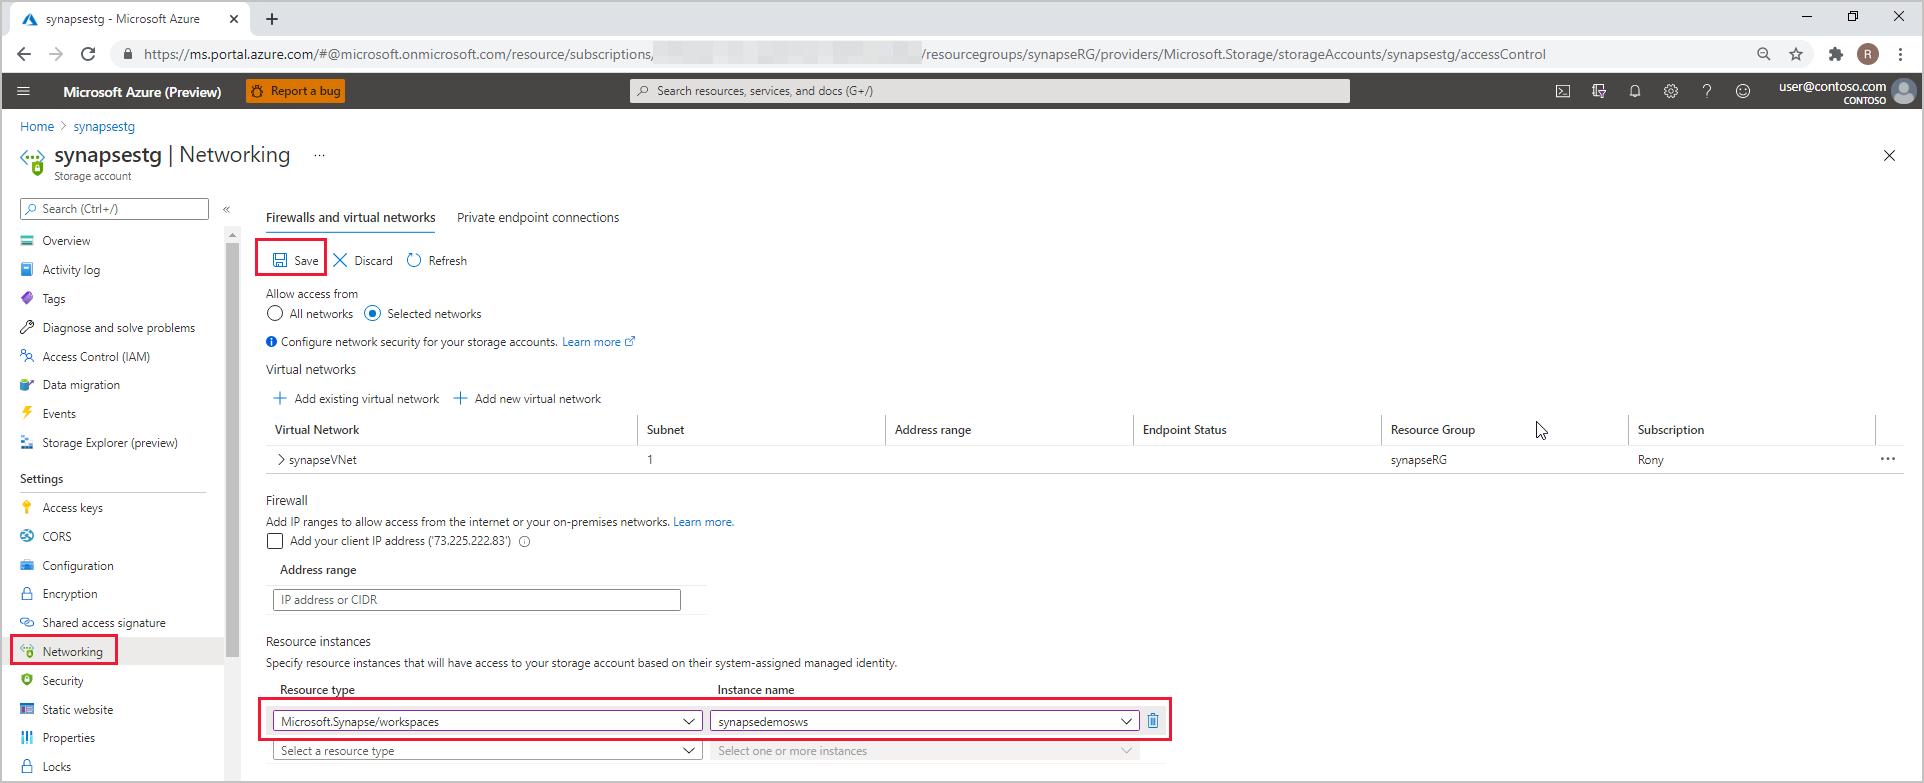 synapsestg - Microsoft Azure
https://ms.portal.azure.com/#@microsoft.onmicrosoft.com/resource/subscriptions/ /resourcegroups/synapseRG/providers/Microsoft.Storage/storageAccounts/synapsestg/accessControl
R
Microsoft Azure (Preview)
Report a bug
Search resources, services, and docs (G+/)
user@contoso.com
CONTOSO
Home > synapsestg
synapsestg | Networking ...
Storage account
Search (Ctrl+/)
Overview
Activity log
Tags
Diagnose and solve problems
Access Control (IAM)
Data migration
Events
Storage Explorer (preview)
Settings
Access keys
CORS
Configuration
Encryption
Shared access signature
Networking
Security
Static website
Properties
Locks
Firewalls and virtual networks Private endpoint connections
Save Discard Refresh
Allow access from
All networks Selected networks
Configure network security for your storage accounts. Learn more
Virtual networks
Add existing virtual network Add new virtual network
Virtual Network Subnet Address range Endpoint Status Resource Group Subscription
synapseVNet 1 synapseRG Rony
Firewall
Add IP ranges to allow access from the internet or your on-premises networks. Learn more.
Add your client IP address ('73.225.222.83')
Address range
IP address or CIDR
Resource instances
Specify resource instances that will have access to your storage account based on their system-assigned managed identity.
Resource type Instance name
Microsoft.Synapse/workspaces synapsedemosws
Select a resource type Select one or more instances